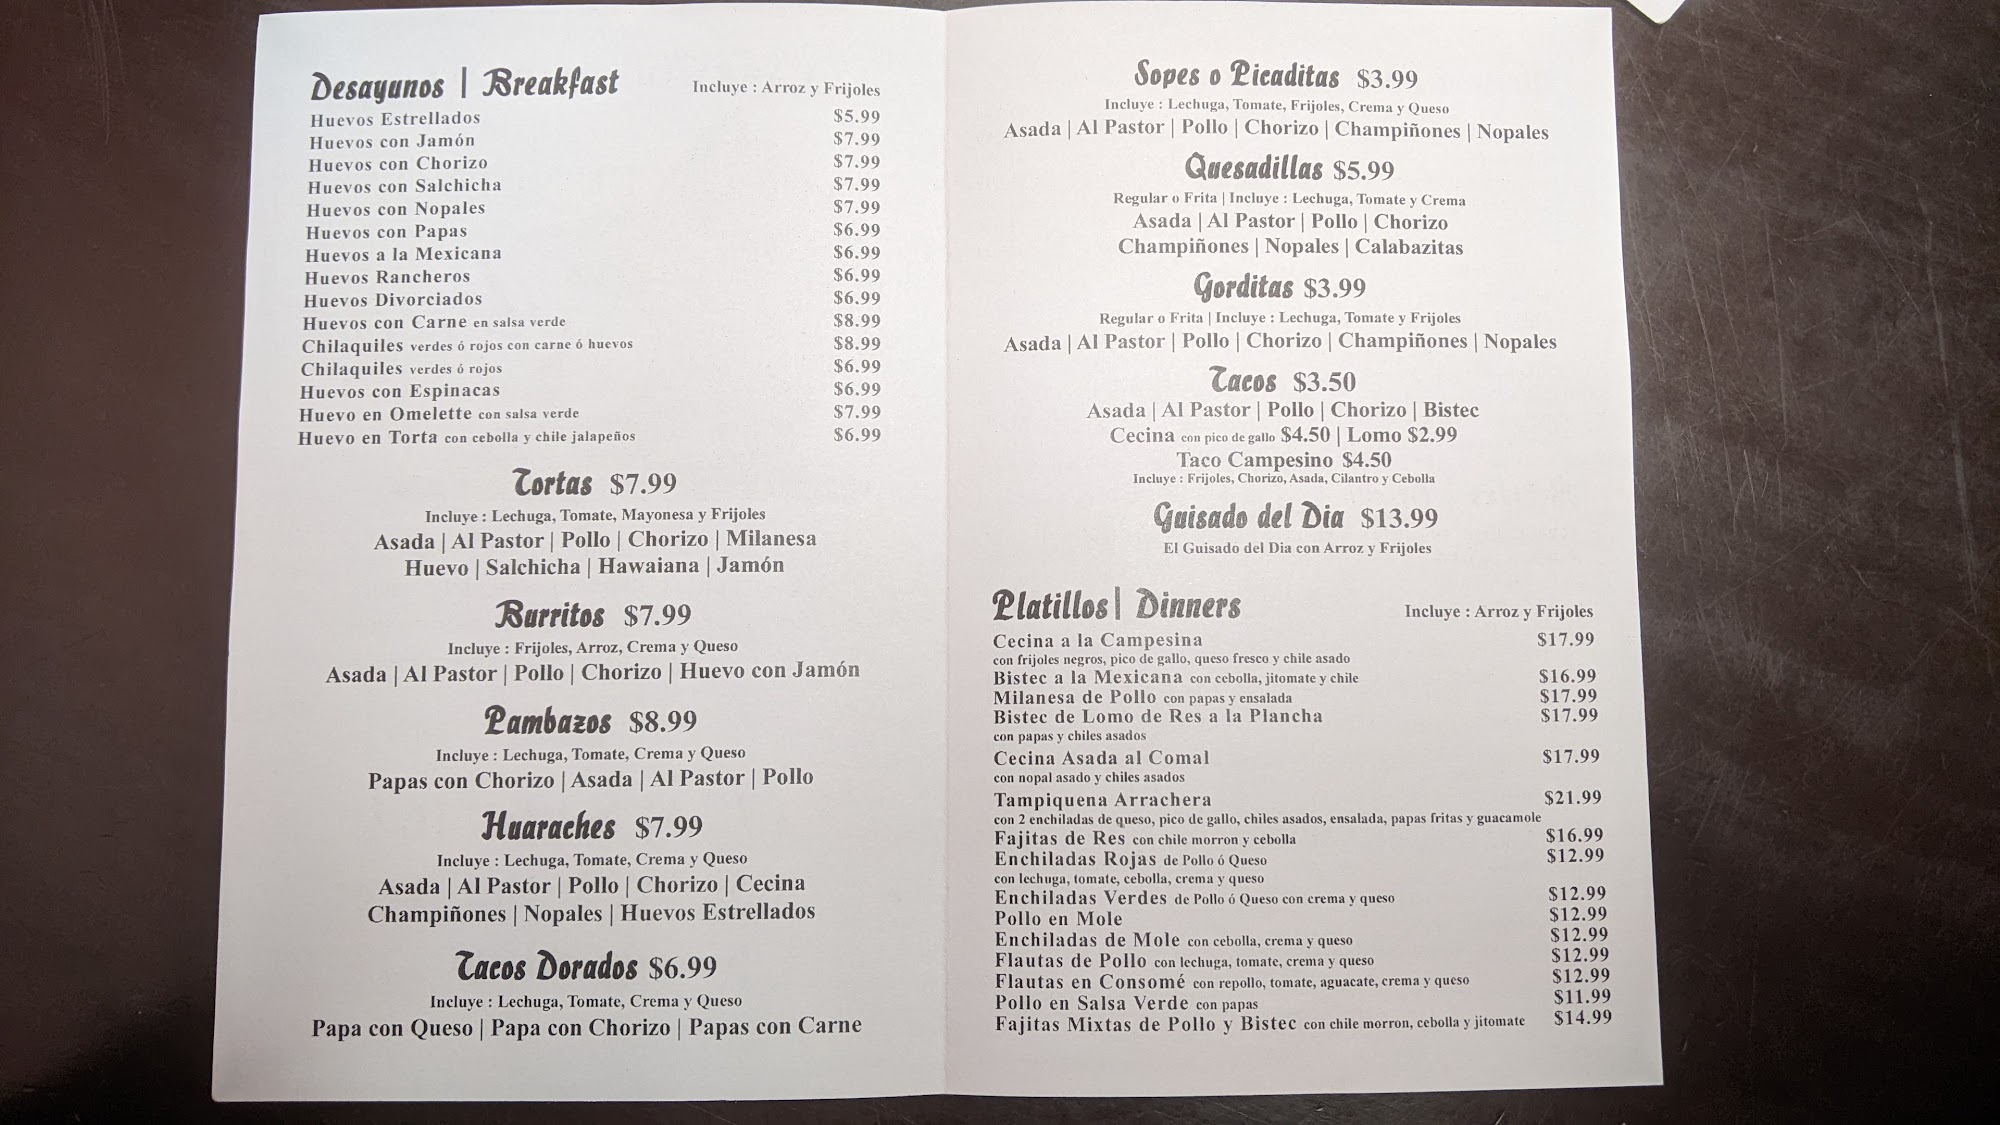 Desayunos | Breakfast Incluye : Arroz y Frijoles
Huevos Estrellados $5.99
Huevos con Jamón $7.99
Huevos con Chorizo $7.99
Huevos con Salchicha $7.99
Huevos con Nopales $7.99
Huevos con Papas $6.99
Huevos a la Mexicana $6.99
Huevos Rancheros $6.99
Huevos Divorciados $6.99
Huevos con Carne en salsa verde $8.99
Chilaquiles verdes ó rojos con carne ó huevos $8.99
Chilaquiles verdes ó rojos $6.99
Huevos con Espinacas $6.99
Huevo en Omelette con salsa verde $7.99
Huevo en Torta con cebolla y chile jalapeños $6.99
Tortas $7.99
Incluye : Lechuga, Tomate, Mayonesa y Frijoles
Asada | Al Pastor | Pollo | Chorizo | Milanesa
Huevo | Salchicha | Hawaiana | Jamón
Burritos $7.99
Incluye : Frijoles, Arroz, Crema y Queso
Asada | Al Pastor | Pollo | Chorizo | Huevo con Jamón
Pambazos $8.99
Incluye : Lechuga, Tomate, Crema y Queso
Papas con Chorizo | Asada | Al Pastor | Pollo
Huaraches $7.99
Incluye : Lechuga, Tomate, Crema y Queso
Asada | Al Pastor | Pollo | Chorizo | Cecina
Champiñones | Nopales | Huevos Estrellados
Tacos Dorados $6.99
Incluye : Lechuga, Tomate, Crema y Queso
Papa con Queso | Papa con Chorizo | Papas con Carne
Sopes o Picaditas $3.99
Incluye : Lechuga, Tomate, Frijoles, Crema y Queso
Asada | Al Pastor | Pollo | Chorizo | Champiñones | Nopales
Quesadillas $5.99
Regular o Frita | Incluye : Lechuga, Tomate y Crema
Asada | Al Pastor | Pollo | Chorizo
Champiñones | Nopales | Calabazitas
Gorditas $3.99
Regular o Frita | Incluye : Lechuga, Tomate y Frijoles
Asada | Al Pastor | Pollo | Chorizo | Champiñones | Nopales
Tacos $3.50
Asada | Al Pastor | Pollo | Chorizo | Bistec
Cecina con pico de gallo $4.50 | Lomo $2.99
Taco Campesino $4.50
Incluye : Frijoles, Chorizo, Asada, Cilantro y Cebolla
Guisado del Dia $13.99
El Guisado del Dia con Arroz y Frijoles
Platillos | Dinners Incluye : Arroz y Frijoles
Cecina a la Campesina $17.99
con frijoles negros, pico de gallo, queso fresco y chile asado
Bistec a la Mexicana con cebolla, jitomate y chile $16.99
Milanesa de Pollo con papas y ensalada $17.99
Bistec de Lomo de Res a la Plancha $17.99
con papas y chiles asados
Cecina Asada al Comal $17.99
con nopal asado y chiles asados
Tampiquena Arrachera $21.99
con 2 enchiladas de queso, pico de gallo, chiles asados, ensalada, papas fritas y guacamole
Fajitas de Res con chile morron y cebolla $16.99
Enchiladas Rojas de Pollo ó Queso $12.99
con lechuga, tomate, cebolla, crema y queso
Enchiladas Verdes de Pollo ó Queso con crema y queso $12.99
Pollo en Mole $12.99
Enchiladas de Mole con cebolla, crema y queso $12.99
Flautas de Pollo con lechuga, tomate, crema y queso $12.99
Flautas en Consomé con repollo, tomate, aguacate, crema y queso $12.99
Pollo en Salsa Verde con papas $11.99
Fajitas Mixtas de Pollo y Bistec con chile morron, cebolla y jitomate $14.99